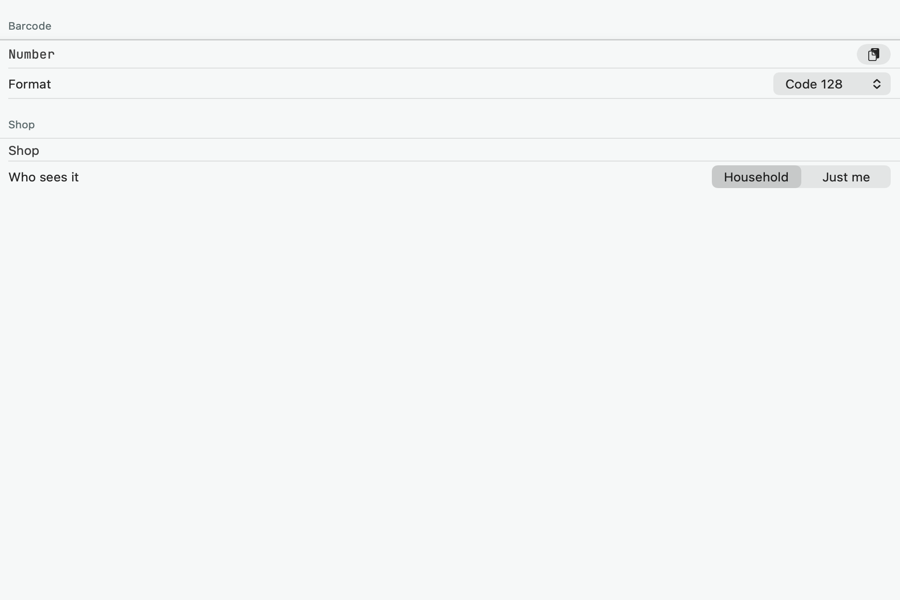 Barcode
Number
Format
Code 128
Shop
Shop
Who sees it
Household
Just me